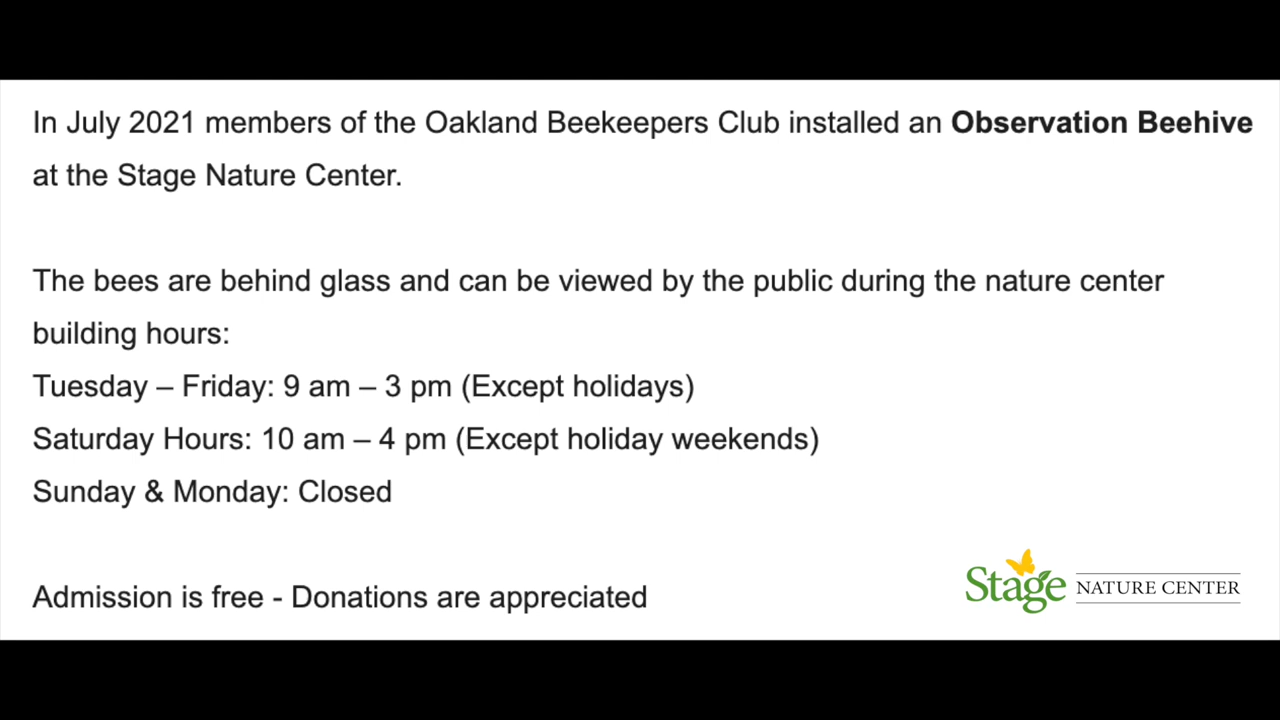 In July 2021 members of the Oakland Beekeepers Club installed an Observation Beehive
at the Stage Nature Center.
The bees are behind glass and can be viewed by the public during the nature center
building hours:
Tuesday – Friday: 9 am – 3 pm (Except holidays)
Saturday Hours: 10 am – 4 pm (Except holiday weekends)
Sunday & Monday: Closed
Admission is free - Donations are appreciated
Stage NATURE CENTER